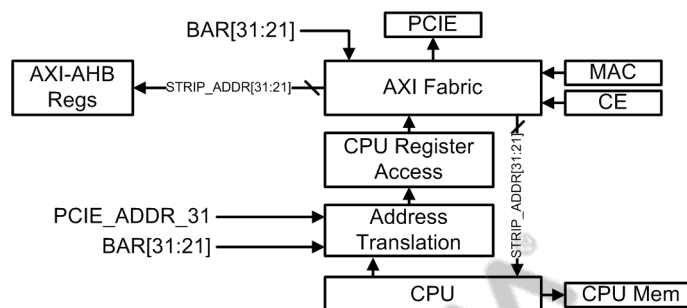 BAR[31:21]
PCIE
AXI-AHB
Regs
STRIP_ADDR[31:21]
AXI Fabric
MAC
CE
CPU Register
Access
STRIP_ADDR[31:21]
PCIE_ADDR_31
BAR[31:21]
Address
Translation
CPU
CPU Mem